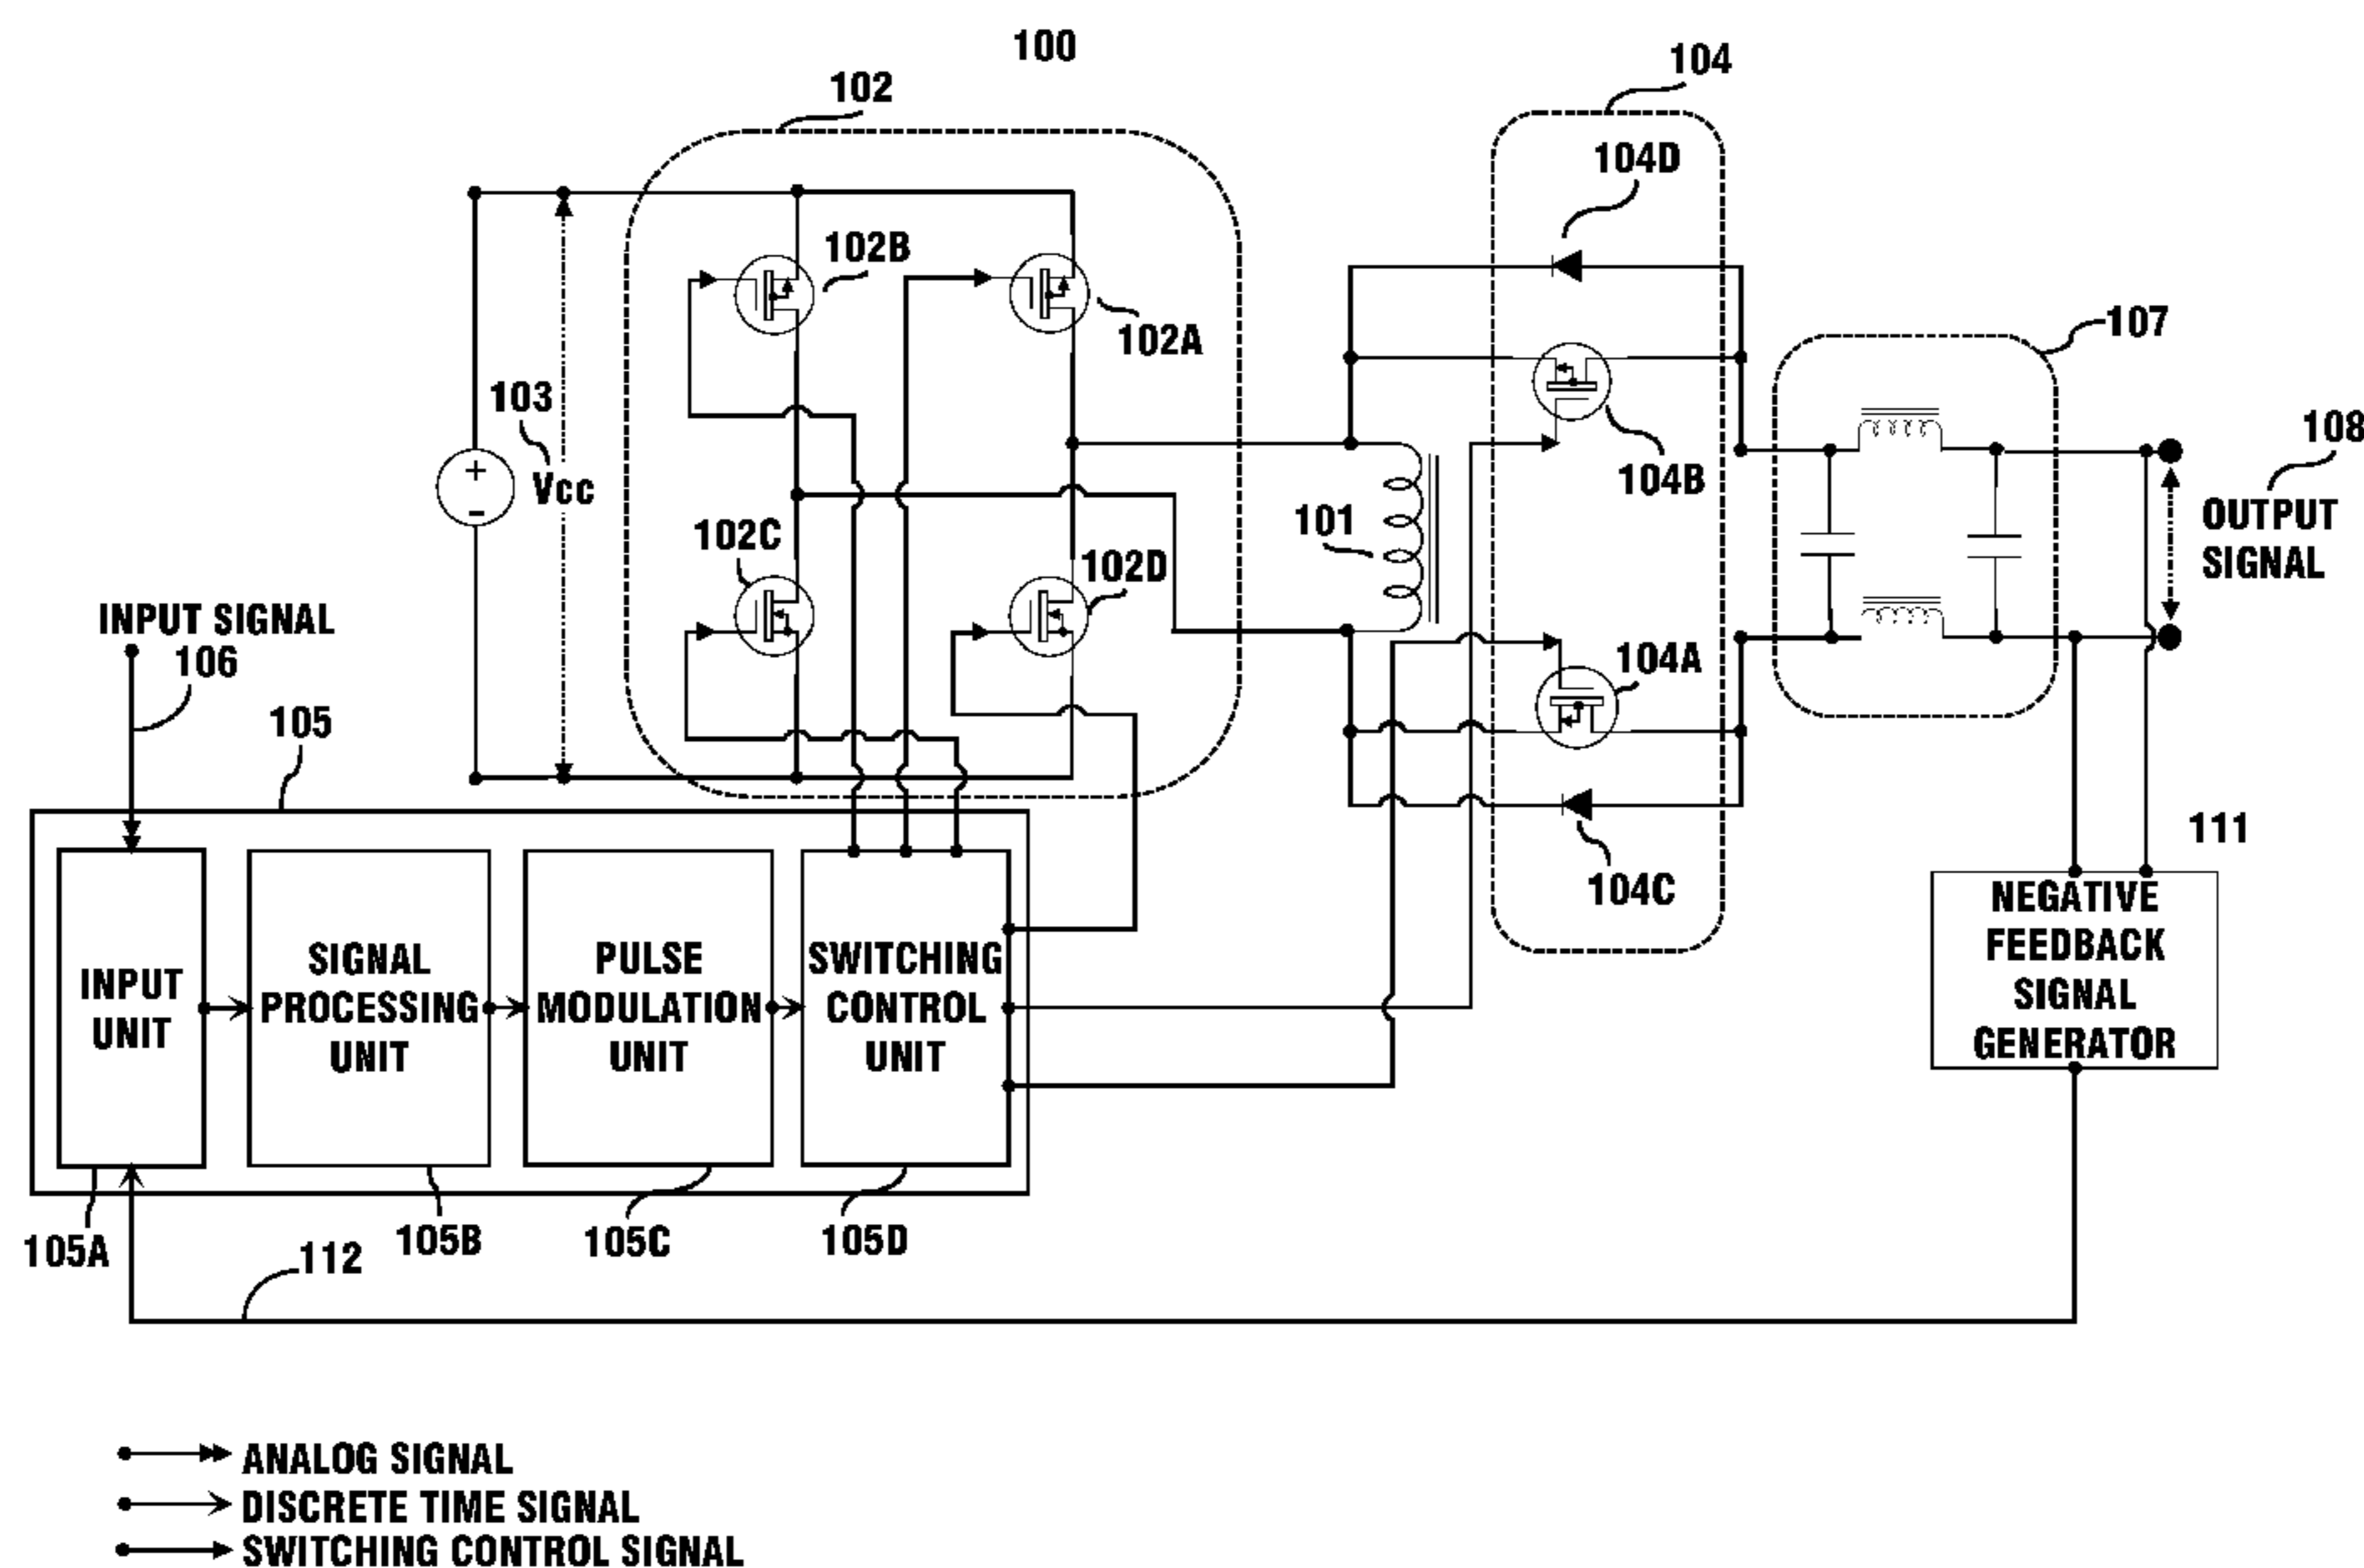 100
102
104
104D
102B
102A
107
103
Vcc
+
-
104B
108
OUTPUT
SIGNAL
101
102C
102D
INPUT SIGNAL
106
104A
105
111
104C
NEGATIVE
FEEDBACK
SIGNAL
GENERATOR
INPUT
UNIT
SIGNAL
PROCESSING
UNIT
PULSE
MODULATION
UNIT
SWITCHING
CONTROL
UNIT
105A
105B
105C
105D
112
ANALOG SIGNAL
DISCRETE TIME SIGNAL
SWITCHING CONTROL SIGNAL